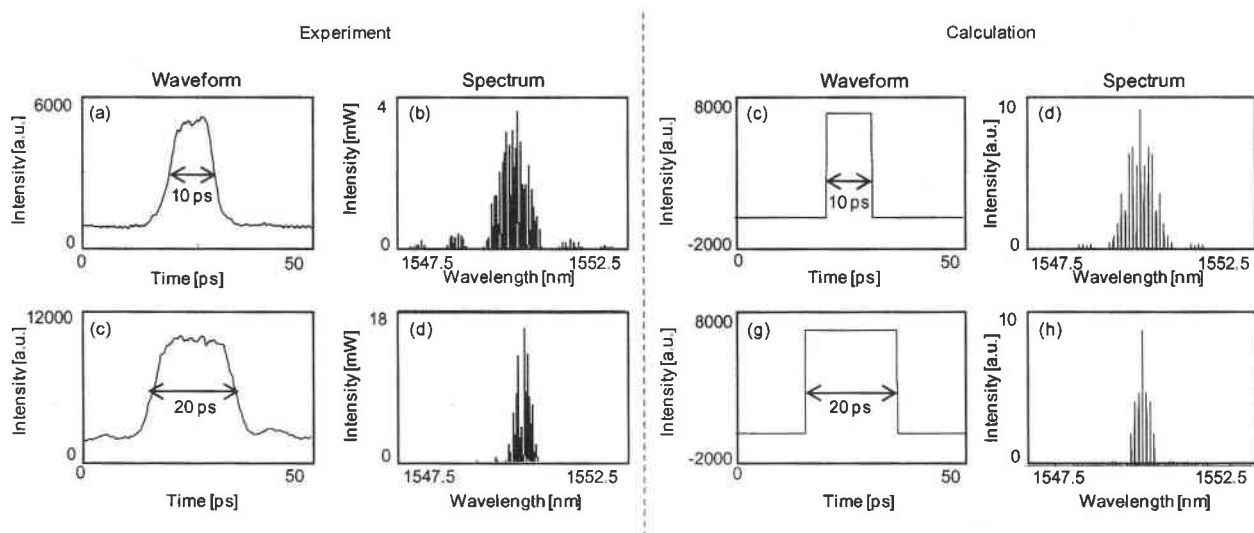 Experiment
Calculation
Waveform
Spectrum
Waveform
Spectrum
Intensity [a.u.]
6000
0
(a)
10 ps
0
50
Time [ps]
Intensity [mW]
4
0
(b)
1547.5
1552.5
Wavelength [nm]
Intensity [a.u.]
8000
-2000
(c)
10 ps
0
50
Time [ps]
Intensity [a.u.]
10
0
(d)
1547.5
1552.5
Wavelength [nm]
Intensity [a.u.]
12000
0
(c)
20 ps
0
50
Time [ps]
Intensity [mW]
18
0
(d)
1547.5
1552.5
Wavelength [nm]
Intensity [a.u.]
8000
-2000
(g)
20 ps
0
50
Time [ps]
Intensity [a.u.]
10
0
(h)
1547.5
1552.5
Wavelength [nm]